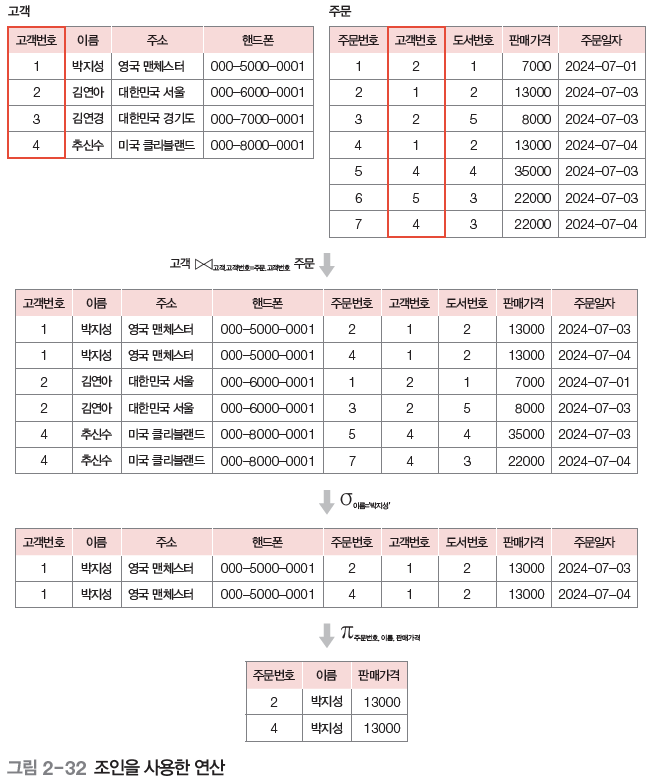 고객
고객번호 이름 주소 핸드폰
1 박지성 영국 맨체스터 000-5000-0001
2 김연아 대한민국 서울 000-6000-0001
3 김연경 대한민국 경기도 000-7000-0001
4 추신수 미국 클리블랜드 000-8000-0001
주문
주문번호 고객번호 도서번호 판매가격 주문일자
1 2 1 7000 2024-07-01
2 1 2 13000 2024-07-03
3 2 5 8000 2024-07-03
4 1 2 13000 2024-07-04
5 4 4 35000 2024-07-03
6 5 3 22000 2024-07-03
7 4 3 22000 2024-07-04
고객 ⋈고객.고객번호=주문.고객번호 주문
고객번호 이름 주소 핸드폰 주문번호 고객번호 도서번호 판매가격 주문일자
1 박지성 영국 맨체스터 000-5000-0001 2 1 2 13000 2024-07-03
1 박지성 영국 맨체스터 000-5000-0001 4 1 2 13000 2024-07-04
2 김연아 대한민국 서울 000-6000-0001 1 2 1 7000 2024-07-01
2 김연아 대한민국 서울 000-6000-0001 3 2 5 8000 2024-07-03
4 추신수 미국 클리블랜드 000-8000-0001 5 4 4 35000 2024-07-03
4 추신수 미국 클리블랜드 000-8000-0001 7 4 3 22000 2024-07-04
σ이름='박지성'
고객번호 이름 주소 핸드폰 주문번호 고객번호 도서번호 판매가격 주문일자
1 박지성 영국 맨체스터 000-5000-0001 2 1 2 13000 2024-07-03
1 박지성 영국 맨체스터 000-5000-0001 4 1 2 13000 2024-07-04
π주문번호, 이름, 판매가격
주문번호 이름 판매가격
2 박지성 13000
4 박지성 13000
그림 2-32 조인을 사용한 연산